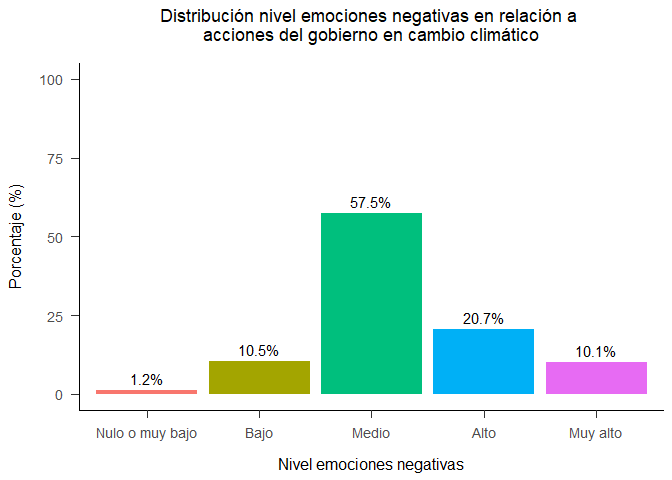 Distribución nivel emociones negativas en relación a
acciones del gobierno en cambio climático
100
75
50
25
0
Porcentaje (%)
1.2%
10.5%
57.5%
20.7%
10.1%
Nulo o muy bajo
Bajo
Medio
Alto
Muy alto
Nivel emociones negativas